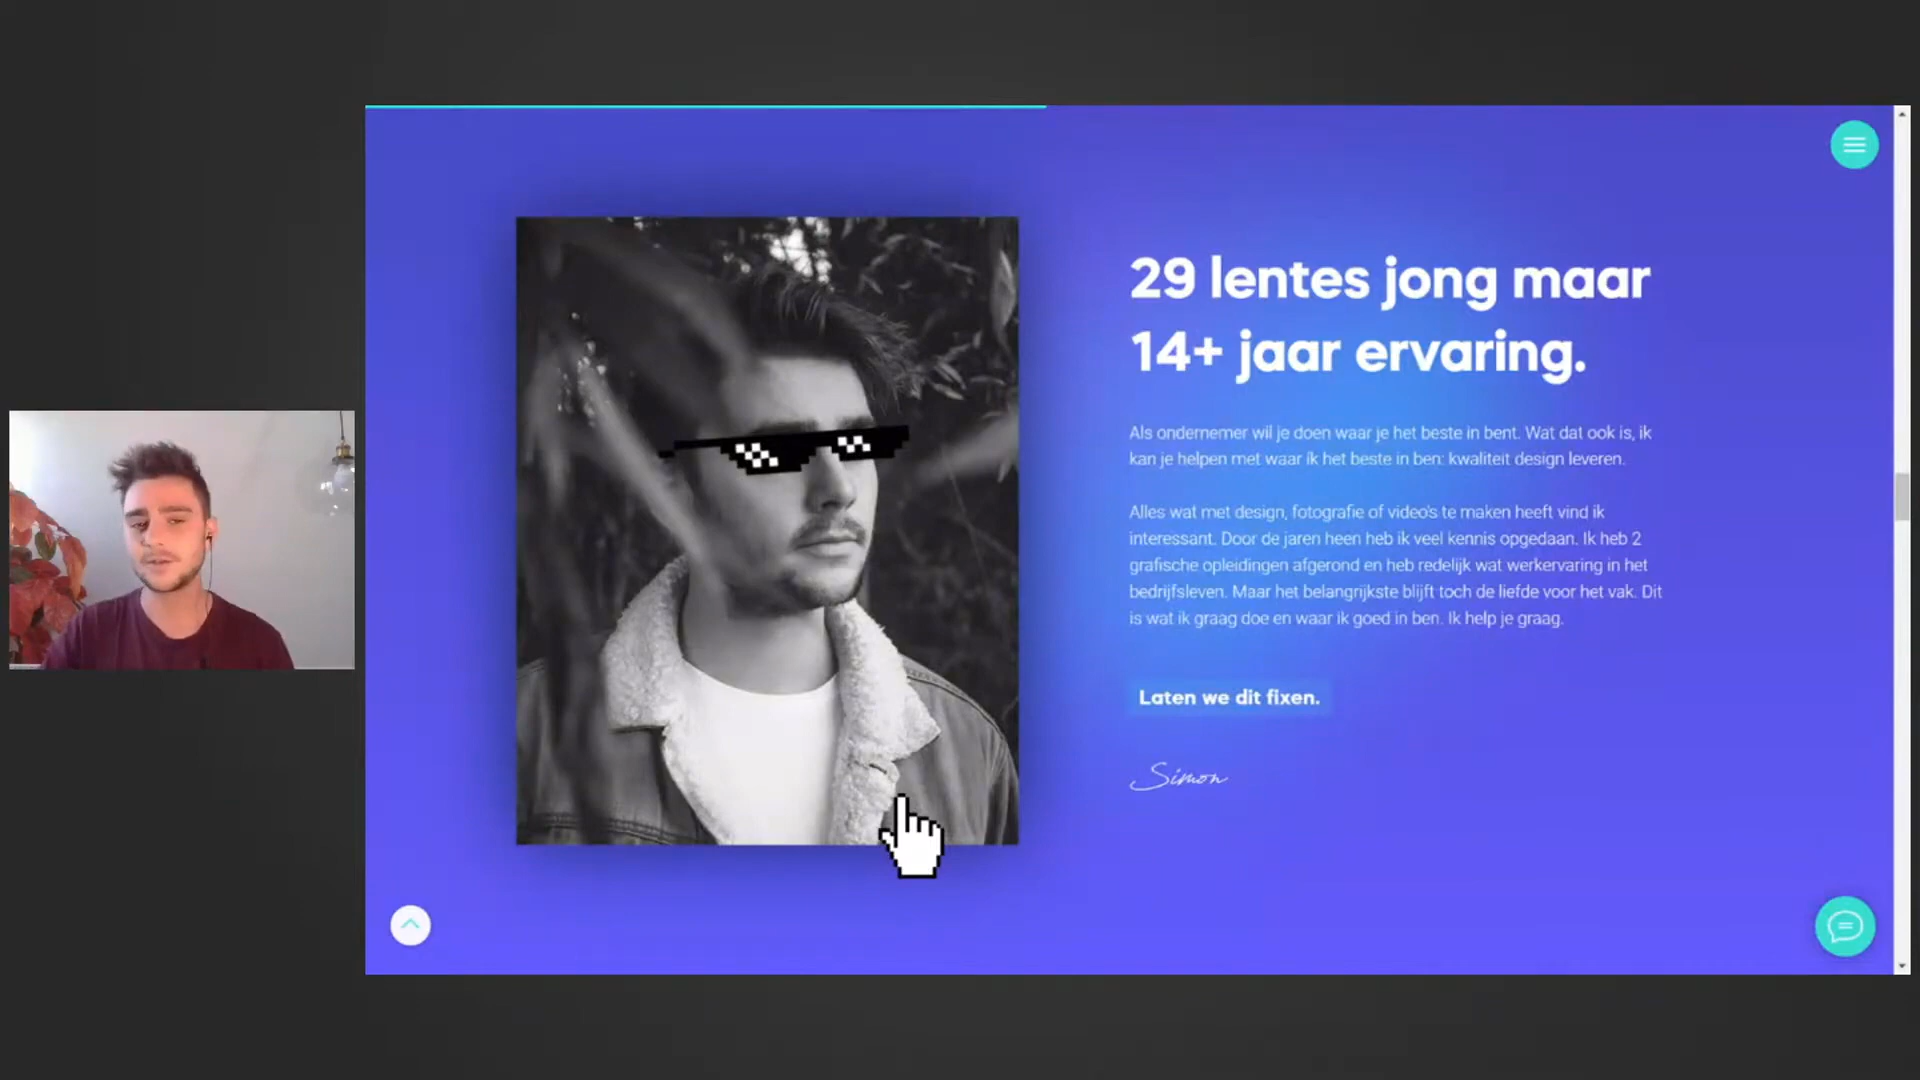 29 lentes jong maar
14+ jaar ervaring.
Als ondernemer wil je doen waar je het beste in bent. Wat dat ook is, ik
kan je helpen met waar ík het beste in ben: kwaliteit design leveren.
Alles wat met design, fotografie of video's te maken heeft vind ik
interessant. Door de jaren heen heb ik veel kennis opgedaan. Ik heb 2
grafische opleidingen afgerond en heb redelijk wat werkervaring in het
bedrijfsleven. Maar het belangrijkste blijft toch de liefde voor het vak. Dit
is wat ik graag doe en waar ik goed in ben. Ik help je graag.
Laten we dit fixen.
Simon